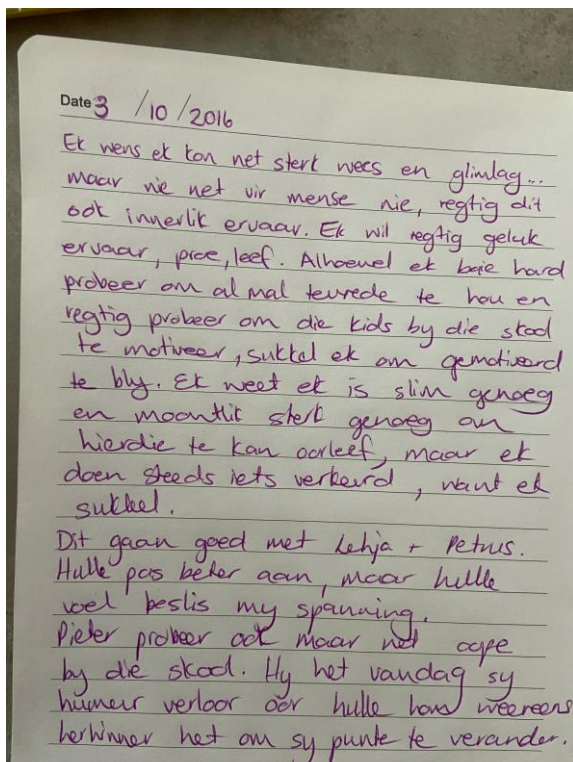 Date 3 / 10 / 2016
Ek wens ek kon net sterk wees en glimlag...
maar nie net vir mense nie, regtig dit
ook innerlik ervaar. Ek wil regtig geluk
ervaar, proe, leef. Alhoewel ek baie hard
probeer om al mal tevrede te hou en
regtig probeer om die kids by die skool
te motiveer, sukkel ek om gemotiveerd
te bly. Ek weet ek is slim genoeg
en moontlik sterk genoeg om
hierdie te kan oorleef, maar ek
doen steeds iets verkeerd, want ek
sukkel.
Dit gaan goed met Lehja + Petrus.
Hulle pas beter aan, maar hulle
voel beslis my spanning.
Pieter probeer ook maar net cope
by die skool. Hy het vandag sy
humeur verloor oor hulle hom weereens
herhinner het om sy punte te verander.